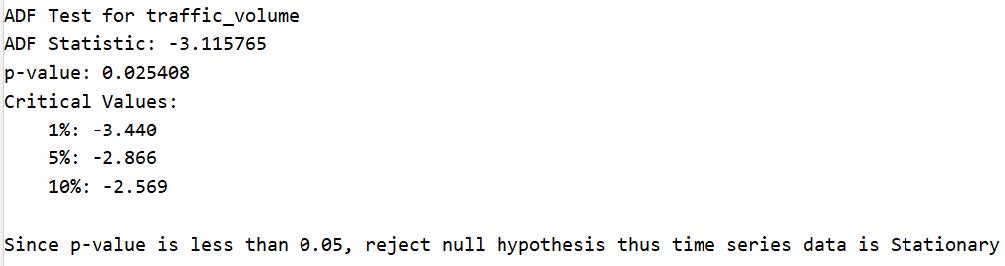 ADF Test for traffic_volume
ADF Statistic: -3.115765
p-value: 0.025408
Critical Values:
    1%: -3.440
    5%: -2.866
    10%: -2.569

Since p-value is less than 0.05, reject null hypothesis thus time series data is Stationary